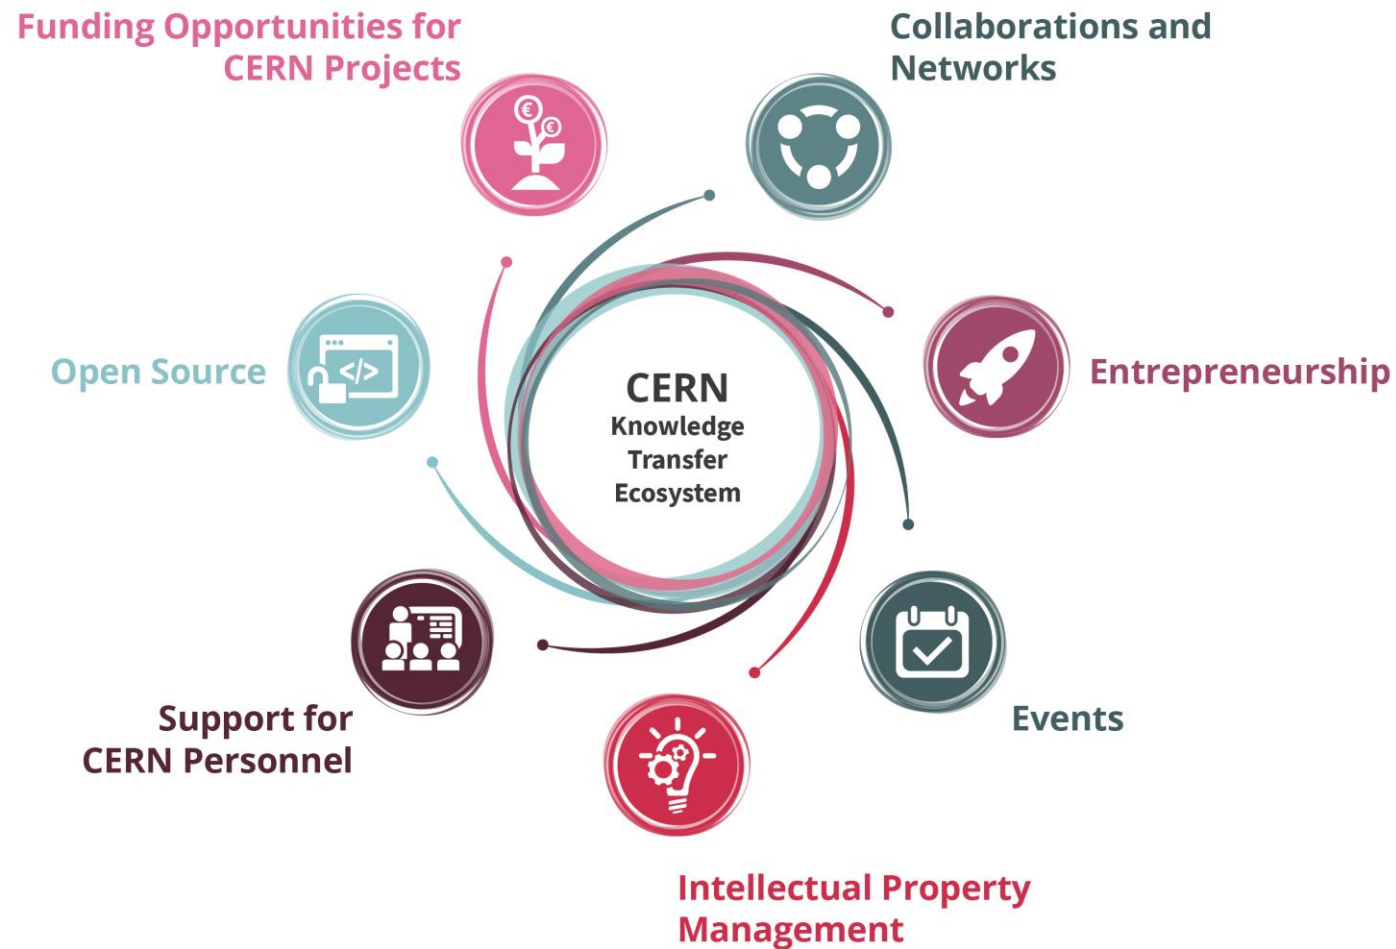 Funding Opportunities for
CERN Projects
Collaborations and
Networks
€
€
Open Source
</>
CERN
Knowledge
Transfer
Ecosystem
Entrepreneurship
Support for
CERN Personnel
Events
Intellectual Property
Management